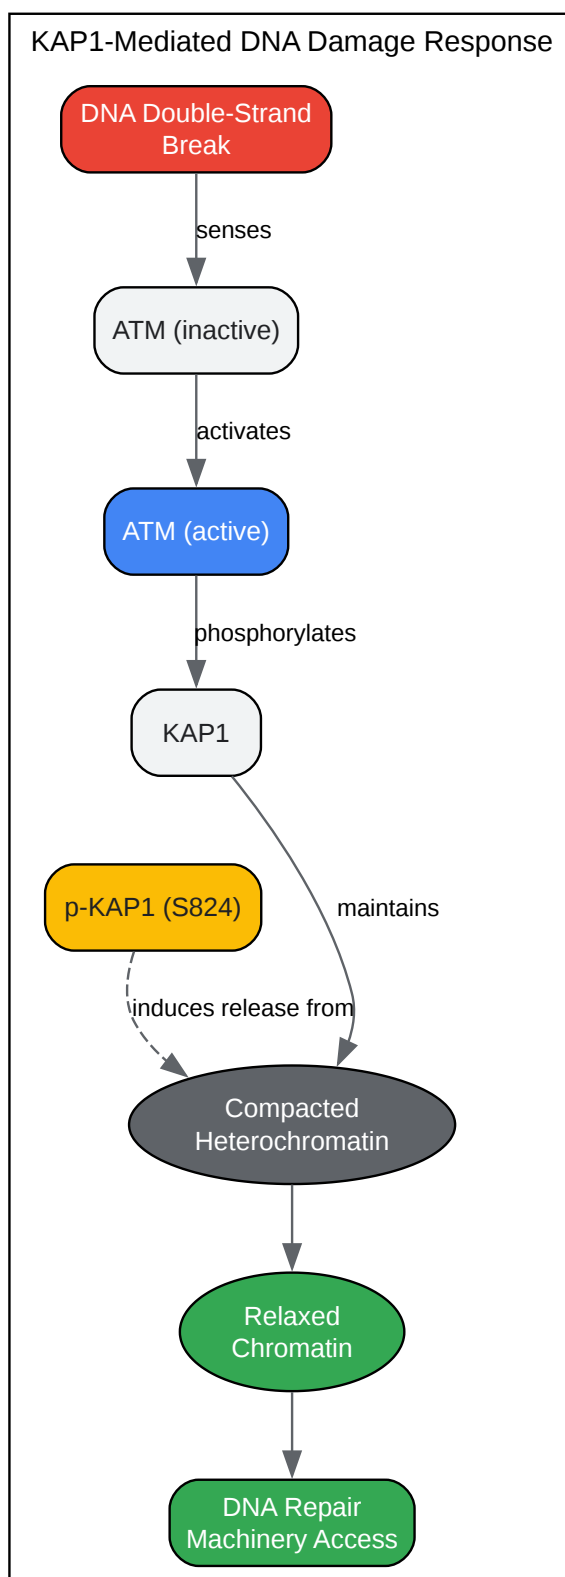 KAP1-Mediated DNA Damage Response
DNA Double-Strand
Break
senses
ATM (inactive)
activates
ATM (active)
phosphorylates
KAP1
p-KAP1 (S824)
maintains
induces release from
Compacted
Heterochromatin
Relaxed
Chromatin
DNA Repair
Machinery Access